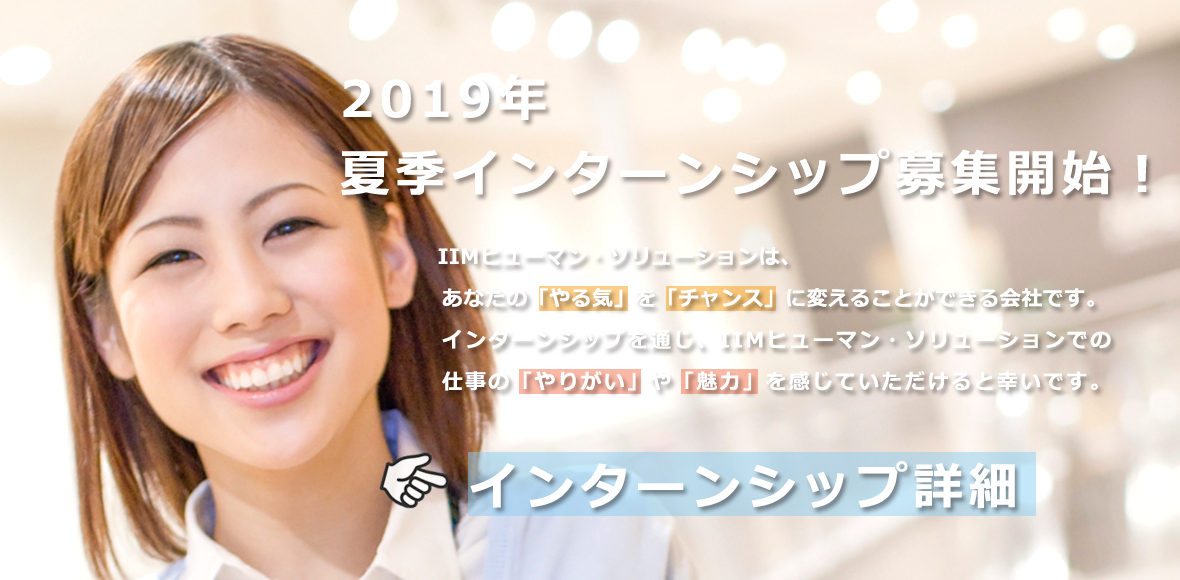 2019年
夏季インターンシップ募集開始！
IIMヒューマン・ソリューションは、
あなたの「やる気」を「チャンス」に変えることができる会社です。
インターンシップを通じ、IIMヒューマン・ソリューションでの
仕事の「やりがい」や「魅力」を感じていただけると幸いです。
インターンシップ詳細